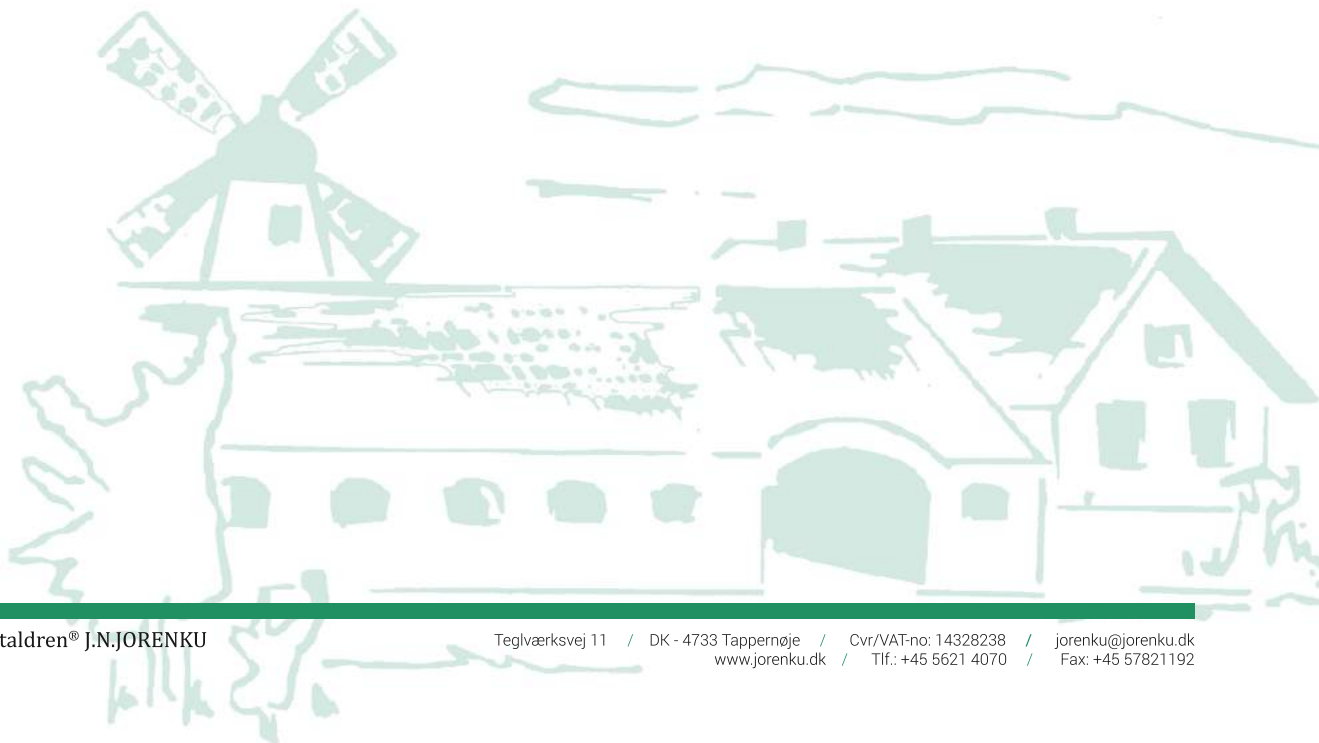 taldren® J.N.JORENKU
Teglværksvej 11 / DK - 4733 Tappernøje / Cvr/VAT-no: 14328238 / jorenku@jorenku.dk
www.jorenku.dk / Tlf.: +45 5621 4070 / Fax: +45 57821192